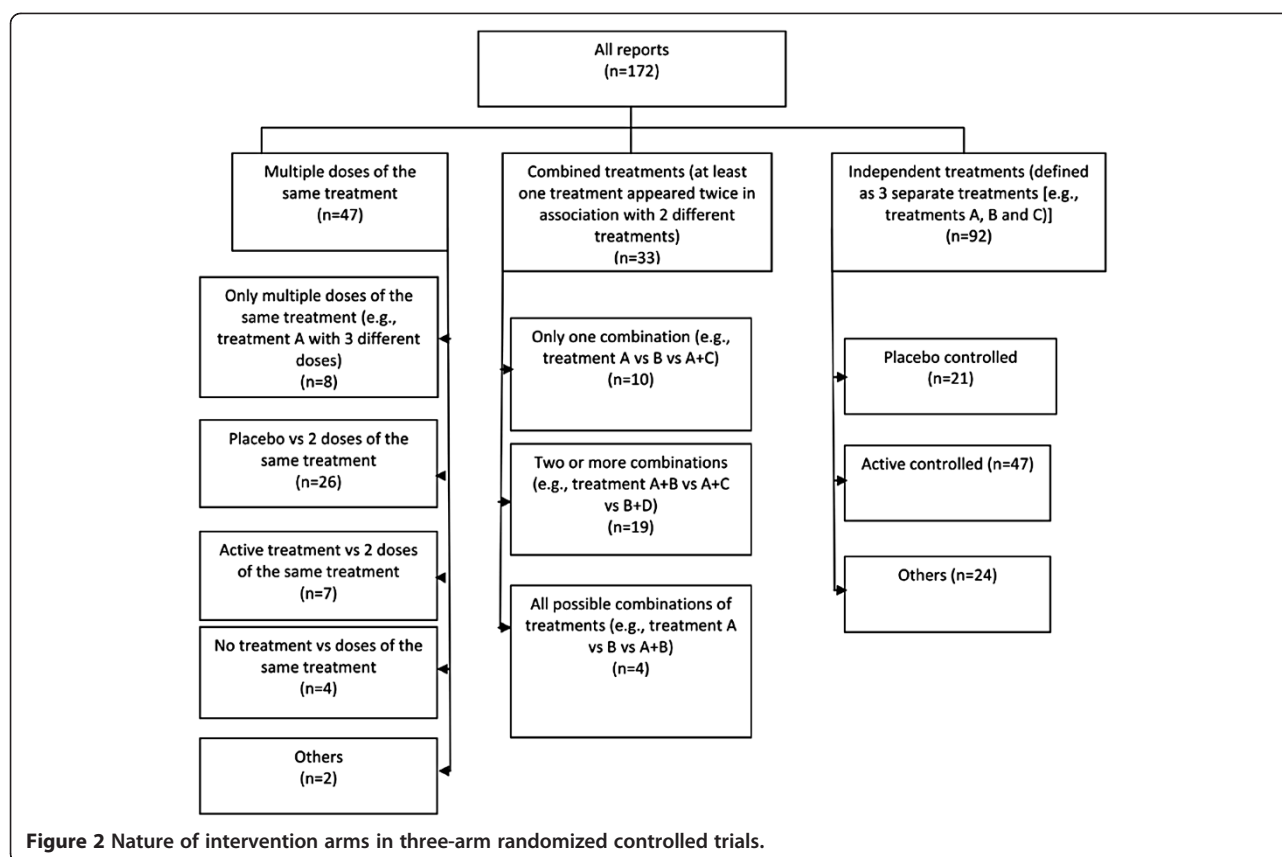 All reports
(n=172)
Multiple doses of the
same treatment
(n=47)
Only multiple doses of the
same treatment (e.g.,
treatment A with 3 different
doses)
(n=8)
Placebo vs 2 doses of the
same treatment
(n=26)
Active treatment vs 2 doses
of the same treatment
(n=7)
No treatment vs doses of the
same treatment
(n=4)
Others
(n=2)
Combined treatments (at least
one treatment appeared twice in
association with 2 different
treatments)
(n=33)
Only one combination (e.g.,
treatment A vs B vs A+C)
(n=10)
Two or more combinations
(e.g., treatment A+B vs A+C
vs B+D)
(n=19)
All possible combinations of
treatments (e.g., treatment A
vs B vs A+B)
(n=4)
Independent treatments (defined
as 3 separate treatments [e.g.,
treatments A, B and C)]
(n=92)
Placebo controlled
(n=21)
Active controlled (n=47)
Others (n=24)
Figure 2 Nature of intervention arms in three-arm randomized controlled trials.